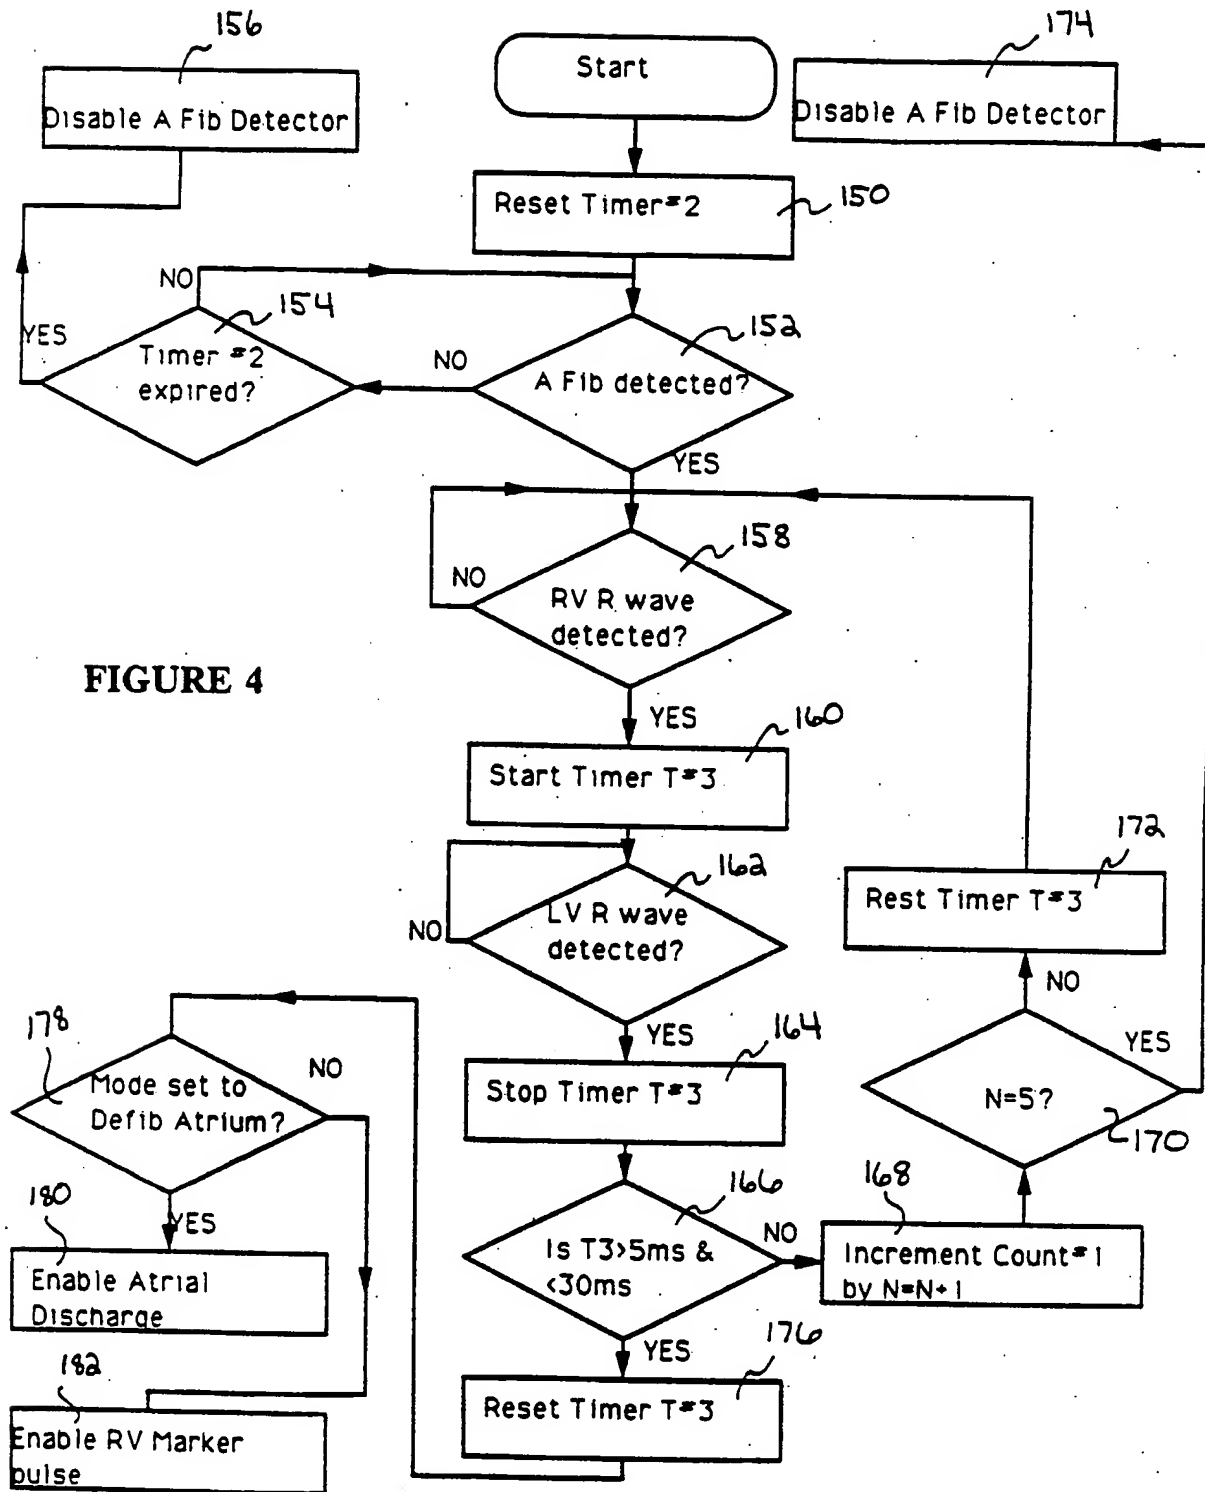 156
Disable A Fib Detector
Start
174
Disable A Fib Detector
Reset Timer#2
150
NO
154
Timer #2
expired?
YES
NO
152
A Fib detected?
YES
158
NO
RV R wave
detected?
FIGURE 4
YES
160
Start Timer T#3
162
LV R wave
detected?
NO
172
Rest Timer T#3
NO
YES
164
Stop Timer T#3
YES
N=5?
170
178
Mode set to
Defib Atrium?
NO
166
Is T3>5ms &
<30ms
NO
168
Increment Count#1
by N=N+1
180
YES
Enable Atrial
Discharge
YES
176
Reset Timer T#3
182
Enable RV Marker
pulse